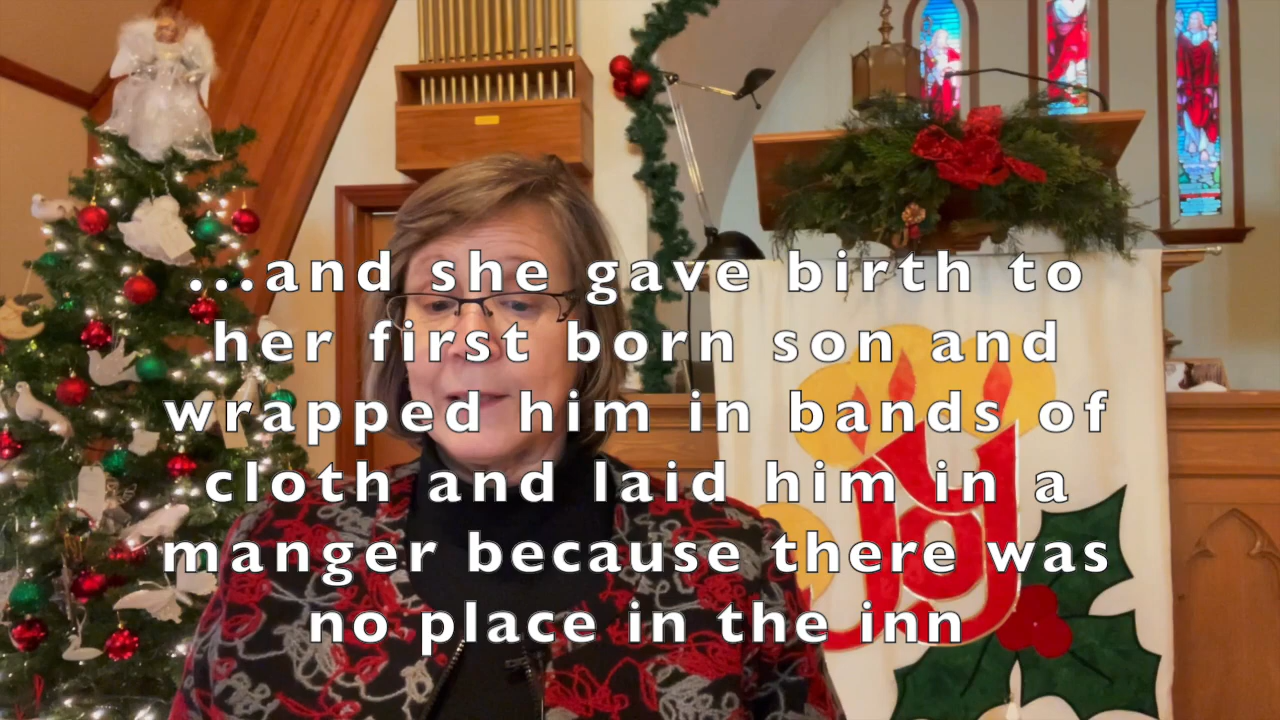 ...and she gave birth to
her first born son and
wrapped him in bands of
cloth and laid him in a
manger because there was
no place in the inn
JOY